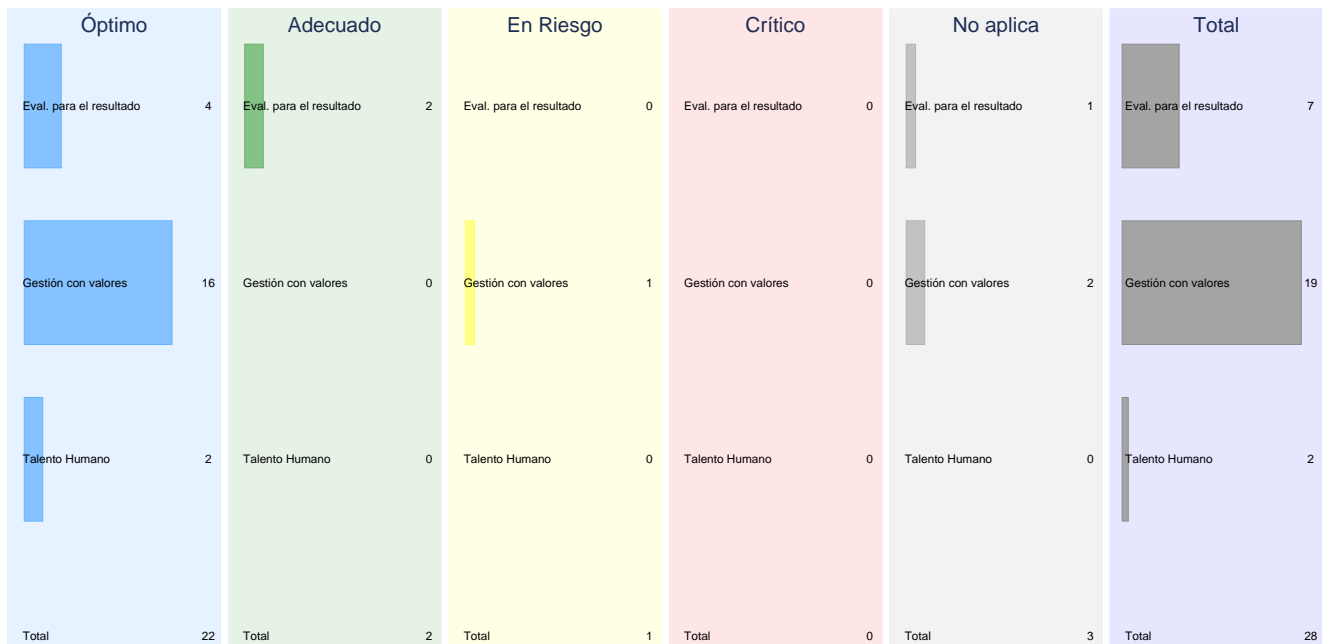 Óptimo Adecuado En Riesgo Crítico No aplica Total
Eval. para el resultado 4 Eval. para el resultado 2 Eval. para el resultado 0 Eval. para el resultado 0 Eval. para el resultado 1 Eval. para el resultado 7
Gestión con valores 16 Gestión con valores 0 Gestión con valores 1 Gestión con valores 0 Gestión con valores 2 Gestión con valores 19
Talento Humano 2 Talento Humano 0 Talento Humano 0 Talento Humano 0 Talento Humano 0 Talento Humano 2
Total 22 Total 2 Total 1 Total 0 Total 3 Total 28